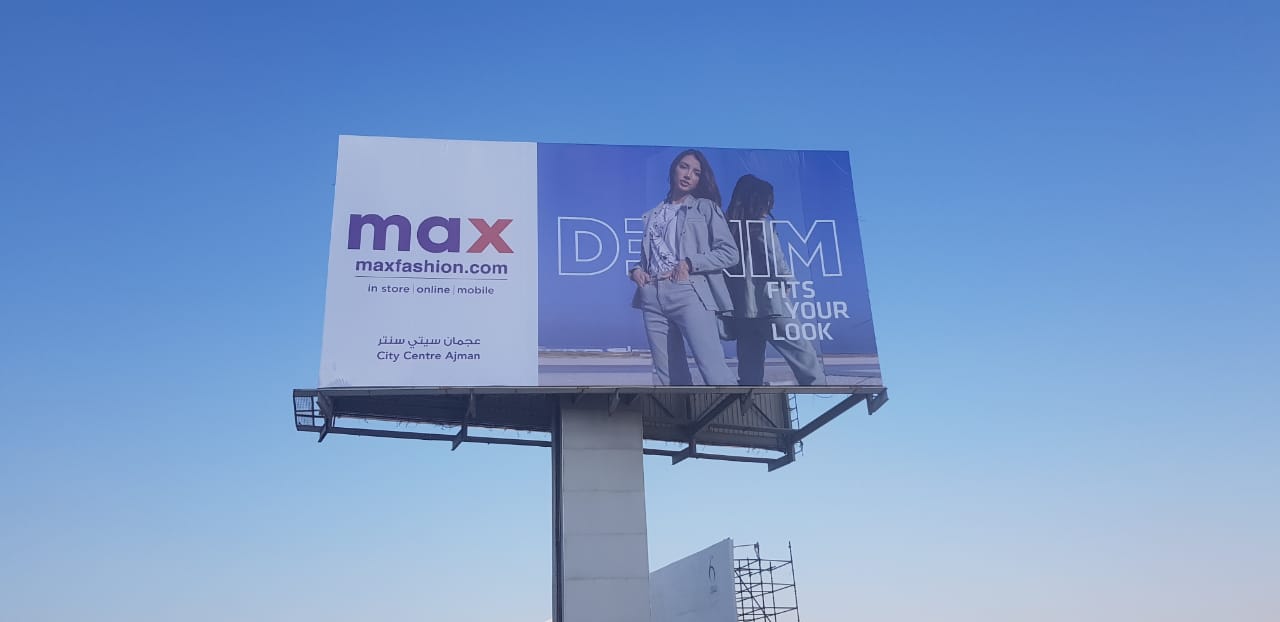 max
maxfashion.com
in store | online | mobile
عجمان سيتي سنتر
City Centre Ajman
DENIM
FITS
YOUR
LOOK